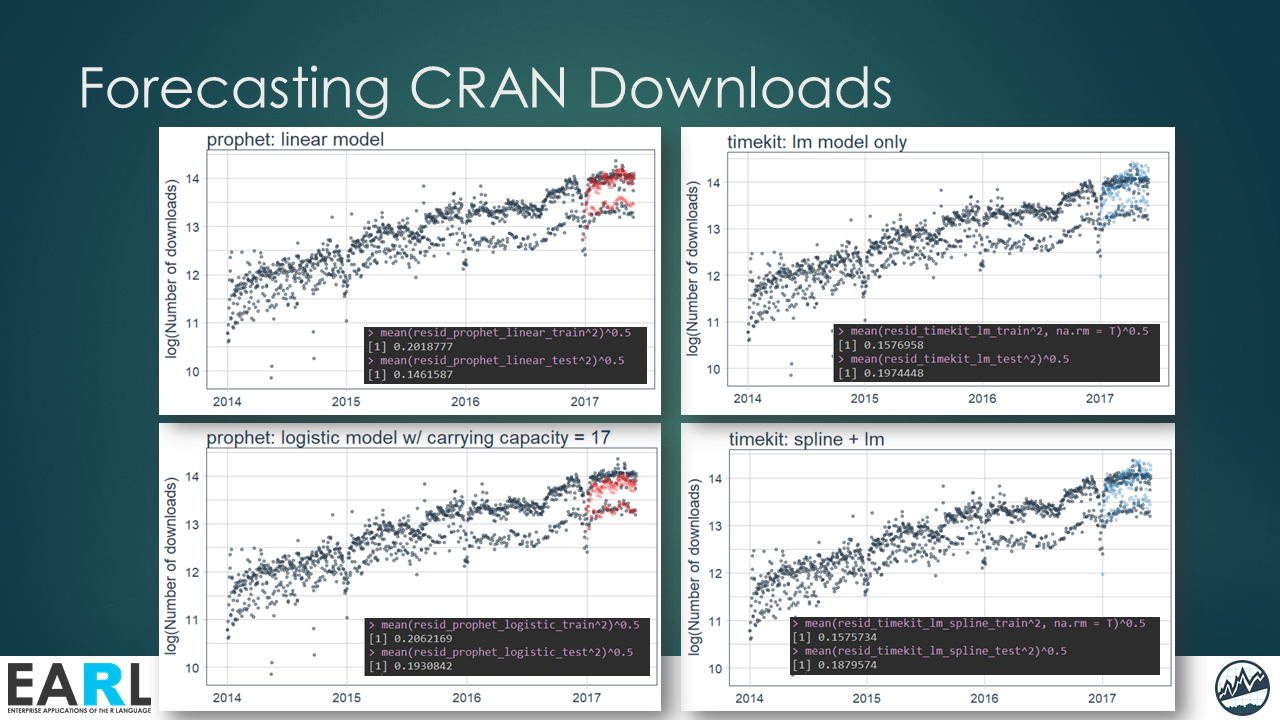 Forecasting CRAN Downloads
prophet: linear model
log(Number of downloads)
14
13
12
11
10
> mean(resid_prophet_linear_train^2)^0.5
[1] 0.2018777
> mean(resid_prophet_linear_test^2)^0.5
[1] 0.1461587
2014 2015 2016 2017
timekit: lm model only
log(Number of downloads)
14
13
12
11
10
> mean(resid_timekit_lm_train^2, na.rm = T)^0.5
[1] 0.1576958
> mean(resid_timekit_lm_test^2)^0.5
[1] 0.1974448
2014 2015 2016 2017
prophet: logistic model w/ carrying capacity = 17
log(Number of downloads)
14
13
12
11
10
> mean(resid_prophet_logistic_train^2)^0.5
[1] 0.2062169
> mean(resid_prophet_logistic_test^2)^0.5
[1] 0.1930842
2014 2015 2016 2017
timekit: spline + lm
log(Number of downloads)
14
13
12
11
10
> mean(resid_timekit_lm_spline_train^2, na.rm = T)^0.5
[1] 0.1575734
> mean(resid_timekit_lm_spline_test^2)^0.5
[1] 0.1879574
2014 2015 2016 2017
EARL
ENTERPRISE APPLICATIONS OF THE R LANGUAGE